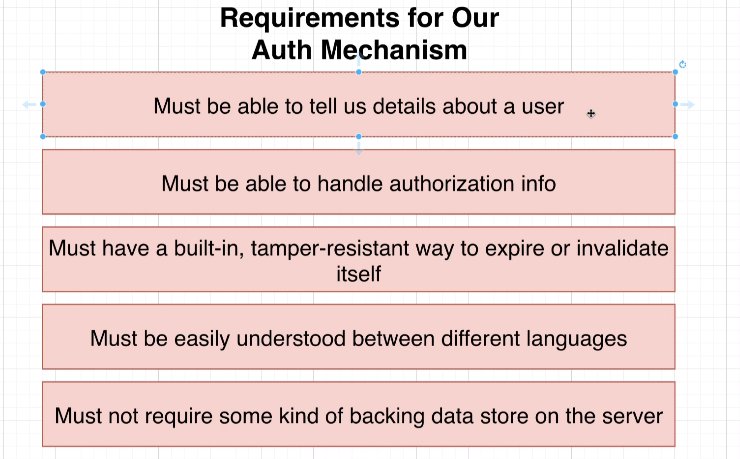 Requirements for Our
Auth Mechanism
Must be able to tell us details about a user
Must be able to handle authorization info
Must have a built-in, tamper-resistant way to expire or invalidate
itself
Must be easily understood between different languages
Must not require some kind of backing data store on the server